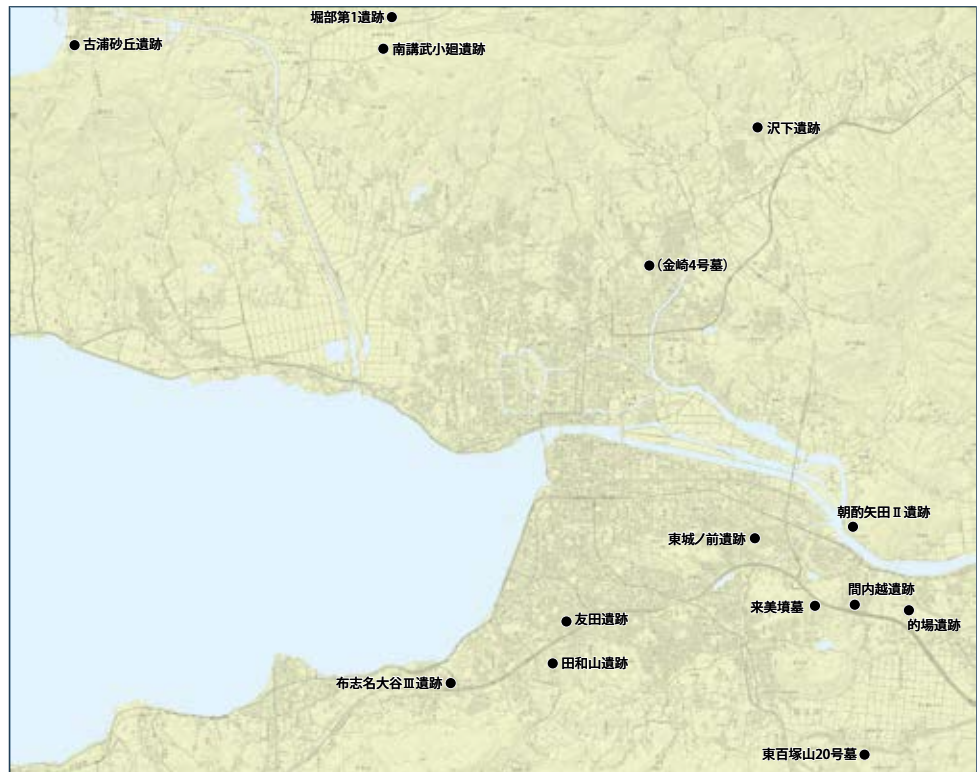 堀部第1遺跡
古浦砂丘遺跡
南講武小廻遺跡
沢下遺跡
(金崎4号墓)
朝酌矢田Ⅱ遺跡
東城ノ前遺跡
間内越遺跡
来美墳墓
的場遺跡
友田遺跡
田和山遺跡
布志名大谷Ⅲ遺跡
東百塚山20号墓